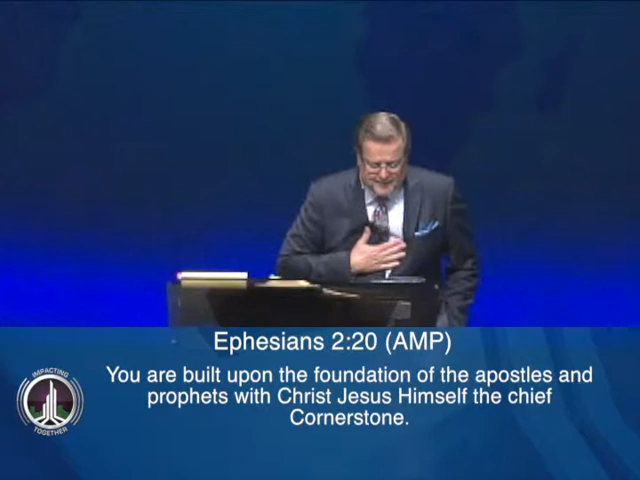 Ephesians 2:20 (AMP)
You are built upon the foundation of the apostles and
prophets with Christ Jesus Himself the chief
Cornerstone.
IMPACTING
TOGETHER